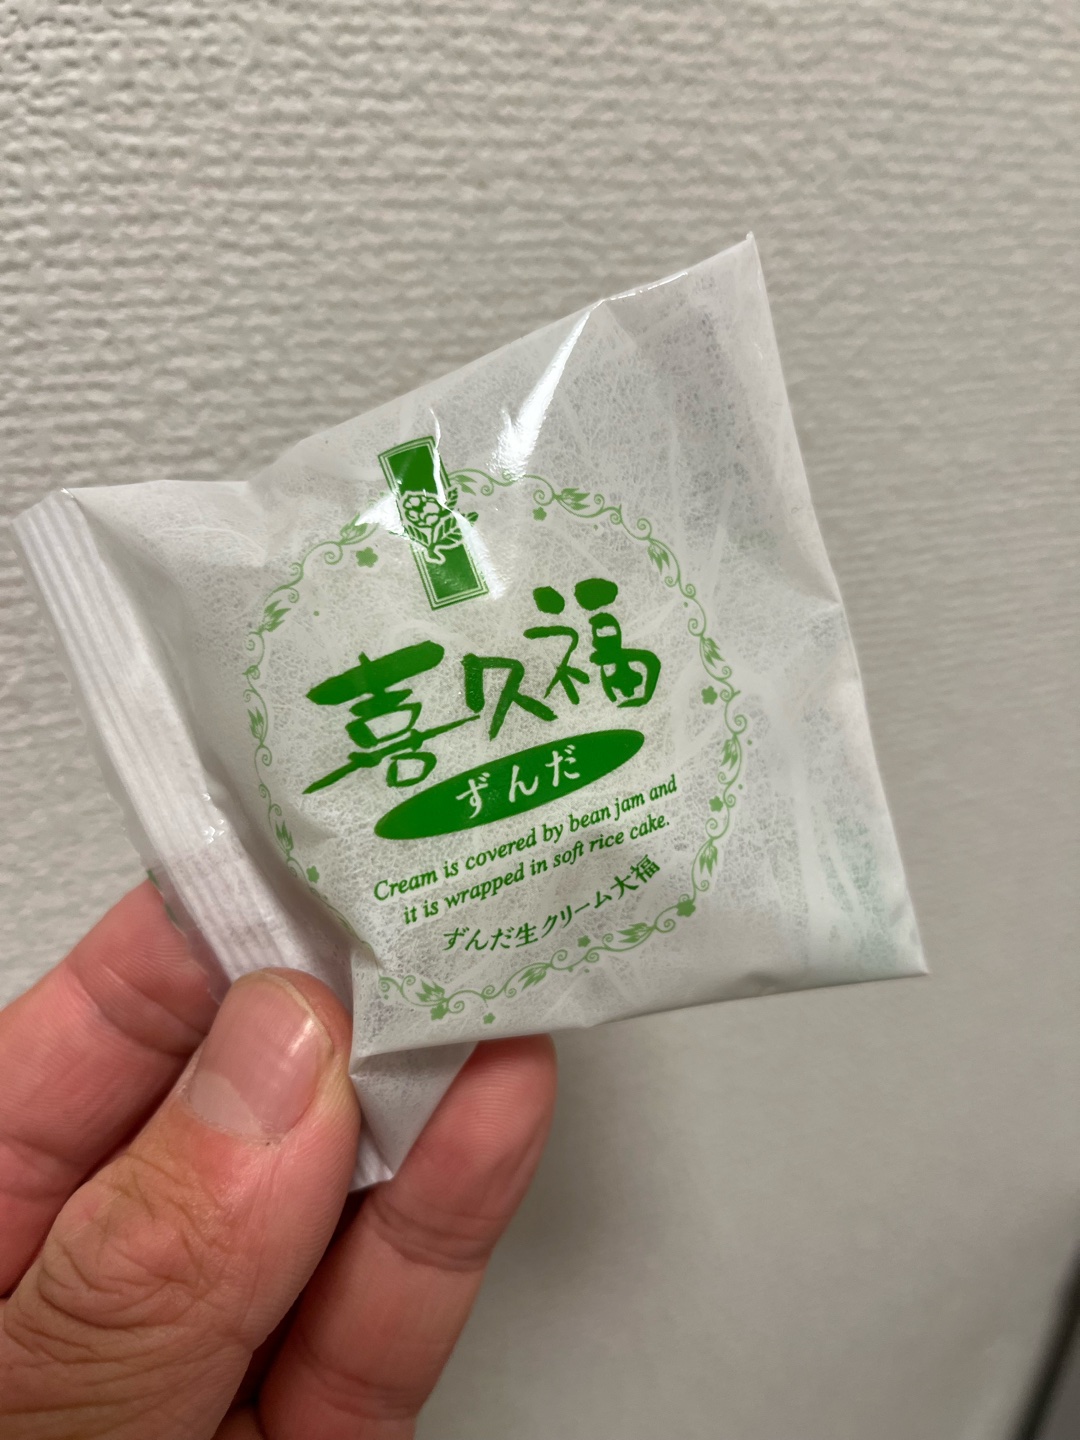 喜久福
ずんだ
Cream is covered by bean jam and
it is wrapped in soft rice cake.
ずんだ生クリーム大福